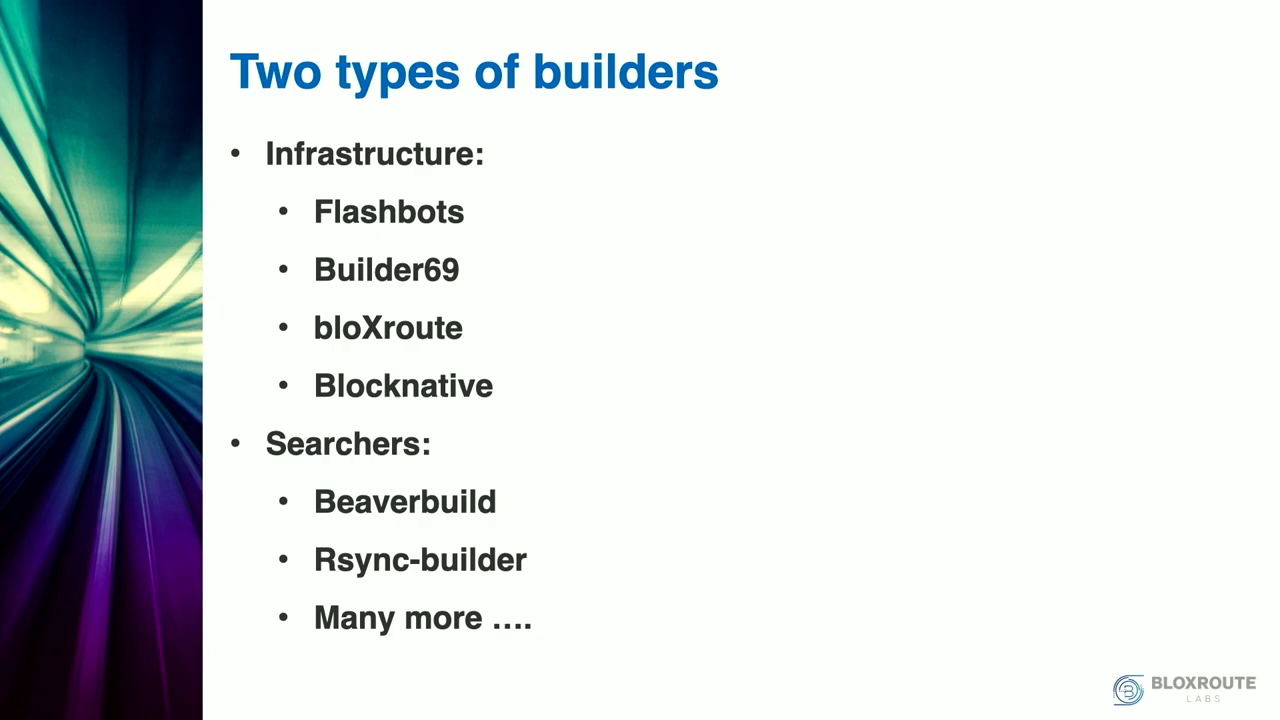 Two types of builders
• Infrastructure:
• Flashbots
• Builder69
• bloXroute
• Blocknative
• Searchers:
• Beaverbuild
• Rsync-builder
• Many more ....
BLOXROUTE
LABS